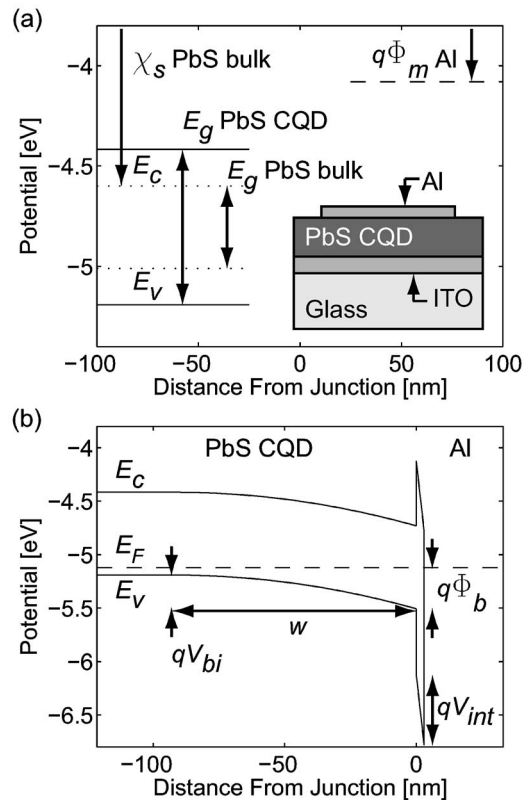 (a)
−4
−4.5
−5
Potential [eV]
χs PbS bulk
qΦm Al
Eg PbS CQD
Ec
Eg PbS bulk
Ev
Al
PbS CQD
ITO
Glass
−100 −50 0 50 100
Distance From Junction [nm]
(b)
PbS CQD Al
−4
−4.5
−5
−5.5
−6
−6.5
Potential [eV]
Ec
EF
Ev
qΦb
w
qVbi
qVint
−100 −50 0
Distance From Junction [nm]